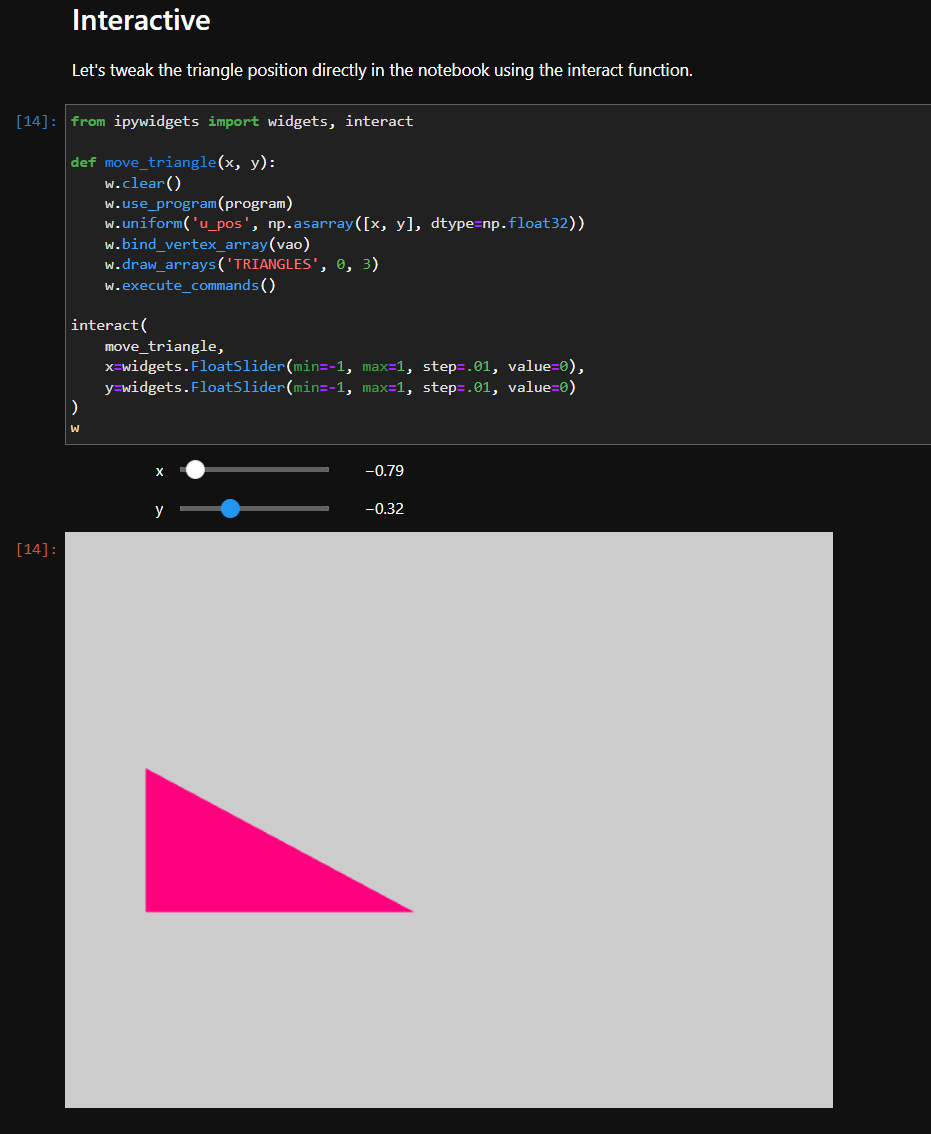 Interactive
Let's tweak the triangle position directly in the notebook using the interact function.
[14]:
from ipywidgets import widgets, interact
def move_triangle(x, y):
    w.clear()
    w.use_program(program)
    w.uniform('u_pos', np.asarray([x, y], dtype=np.float32))
    w.bind_vertex_array(vao)
    w.draw_arrays('TRIANGLES', 0, 3)
    w.execute_commands()
interact(
    move_triangle,
    x=widgets.FloatSlider(min=-1, max=1, step=.01, value=0),
    y=widgets.FloatSlider(min=-1, max=1, step=.01, value=0)
)
w
x −0.79
y −0.32
[14]: